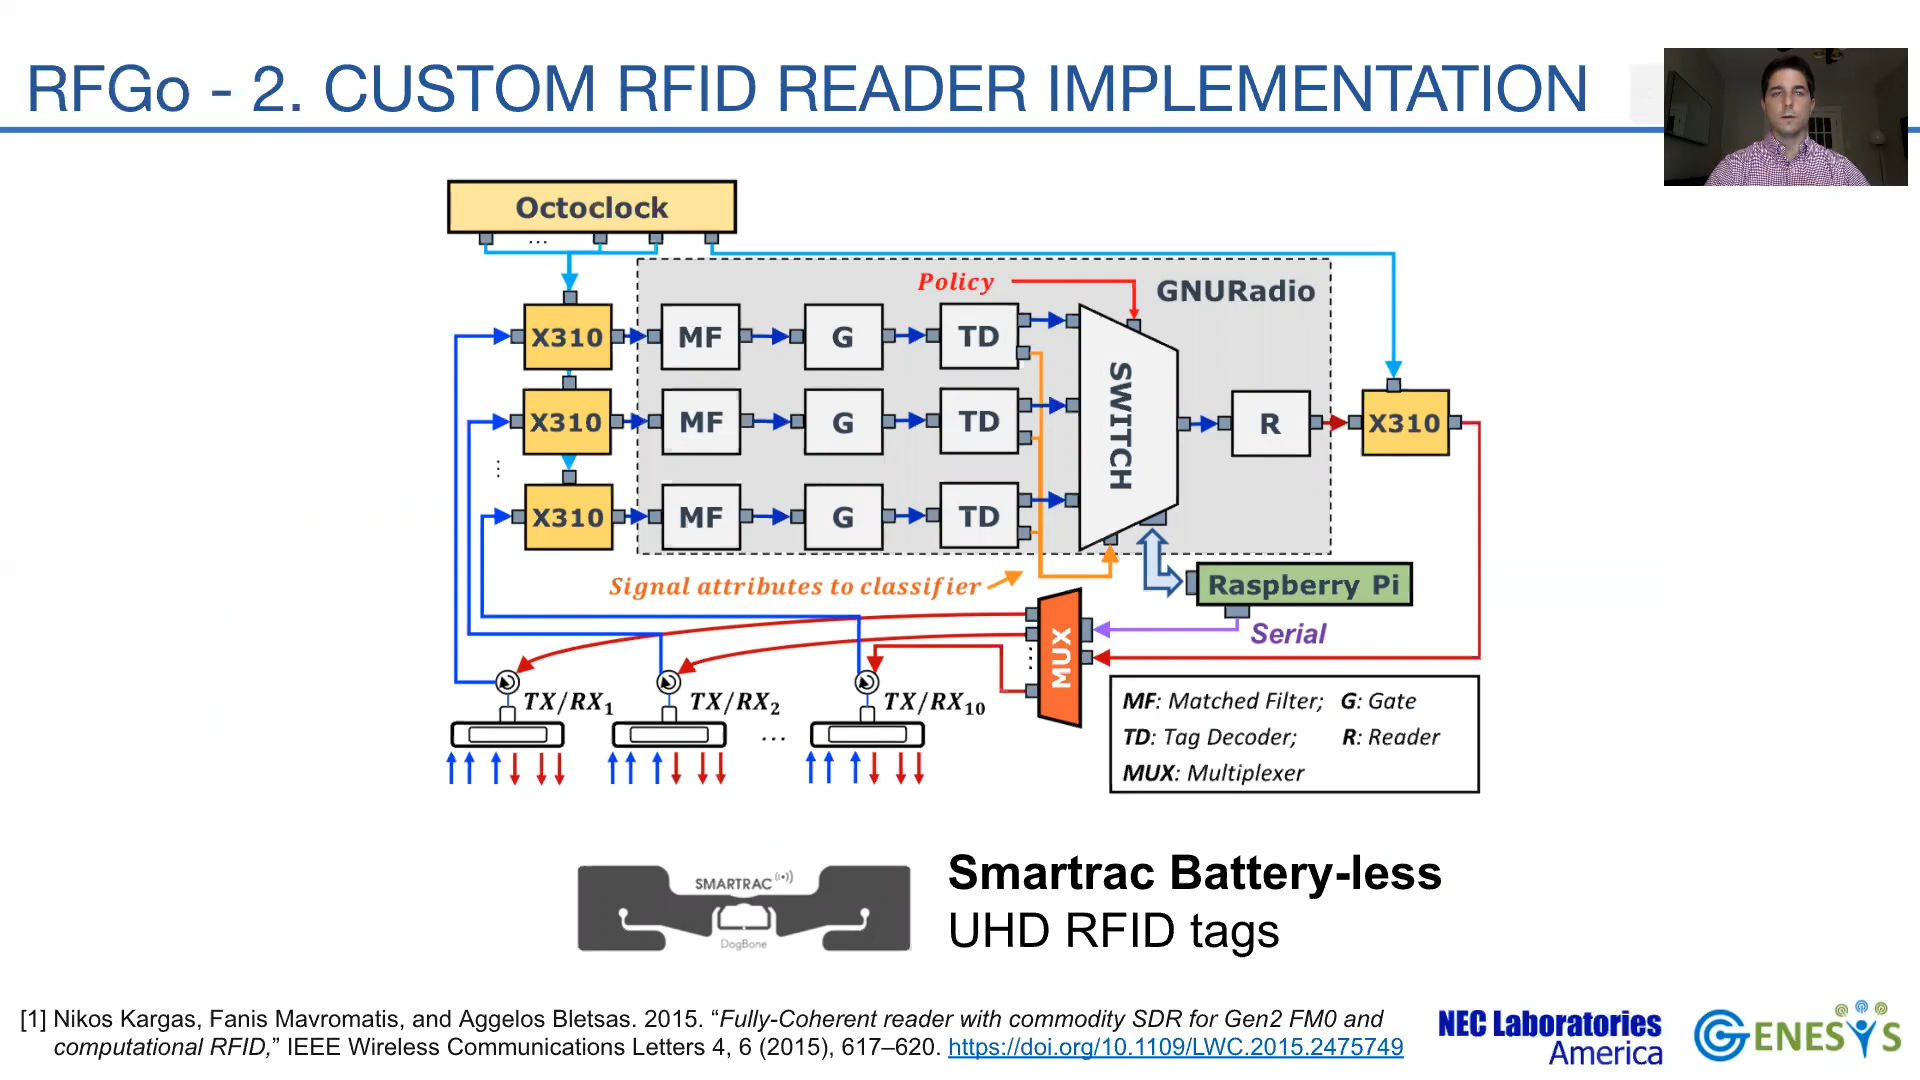 RFGo - 2. CUSTOM RFID READER IMPLEMENTATION
Octoclock
...
Policy
GNURadio
X310 MF G TD
SWITCH
X310 MF G TD
R
X310
...
X310 MF G TD
Signal attributes to classifier
Raspberry Pi
Serial
MUX
TX/RX1
TX/RX2
...
TX/RX10
MF: Matched Filter; G: Gate
TD: Tag Decoder; R: Reader
MUX: Multiplexer
SMARTRAC
DogBone
Smartrac Battery-less
UHD RFID tags
[1] Nikos Kargas, Fanis Mavromatis, and Aggelos Bletsas. 2015. “Fully-Coherent reader with commodity SDR for Gen2 FM0 and
computational RFID,” IEEE Wireless Communications Letters 4, 6 (2015), 617–620. https://doi.org/10.1109/LWC.2015.2475749
NEC Laboratories
America
GENESYS